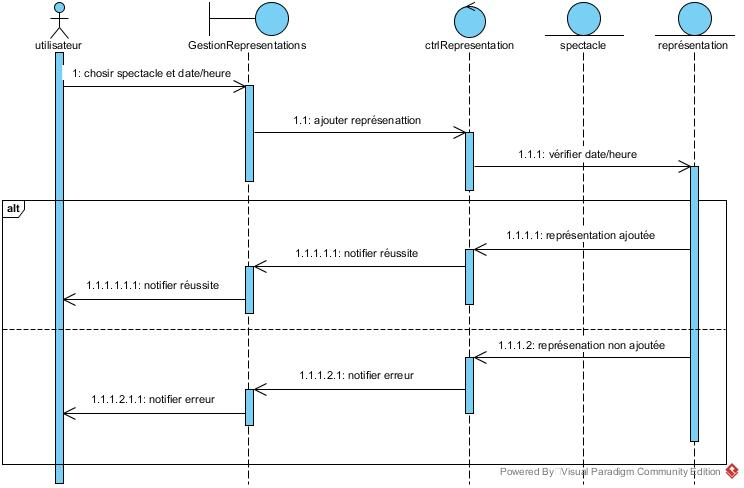 utilisateur
GestionRepresentations
ctrlRepresentation
spectacle
représentation
1: chosir spectacle et date/heure
1.1: ajouter représenattion
1.1.1: vérifier date/heure
alt
1.1.1.1: représentation ajoutée
1.1.1.1.1: notifier réussite
1.1.1.1.1.1: notifier réussite
1.1.1.2: représenation non ajoutée
1.1.1.2.1: notifier erreur
1.1.1.2.1.1: notifier erreur
Powered By Visual Paradigm Community Edition